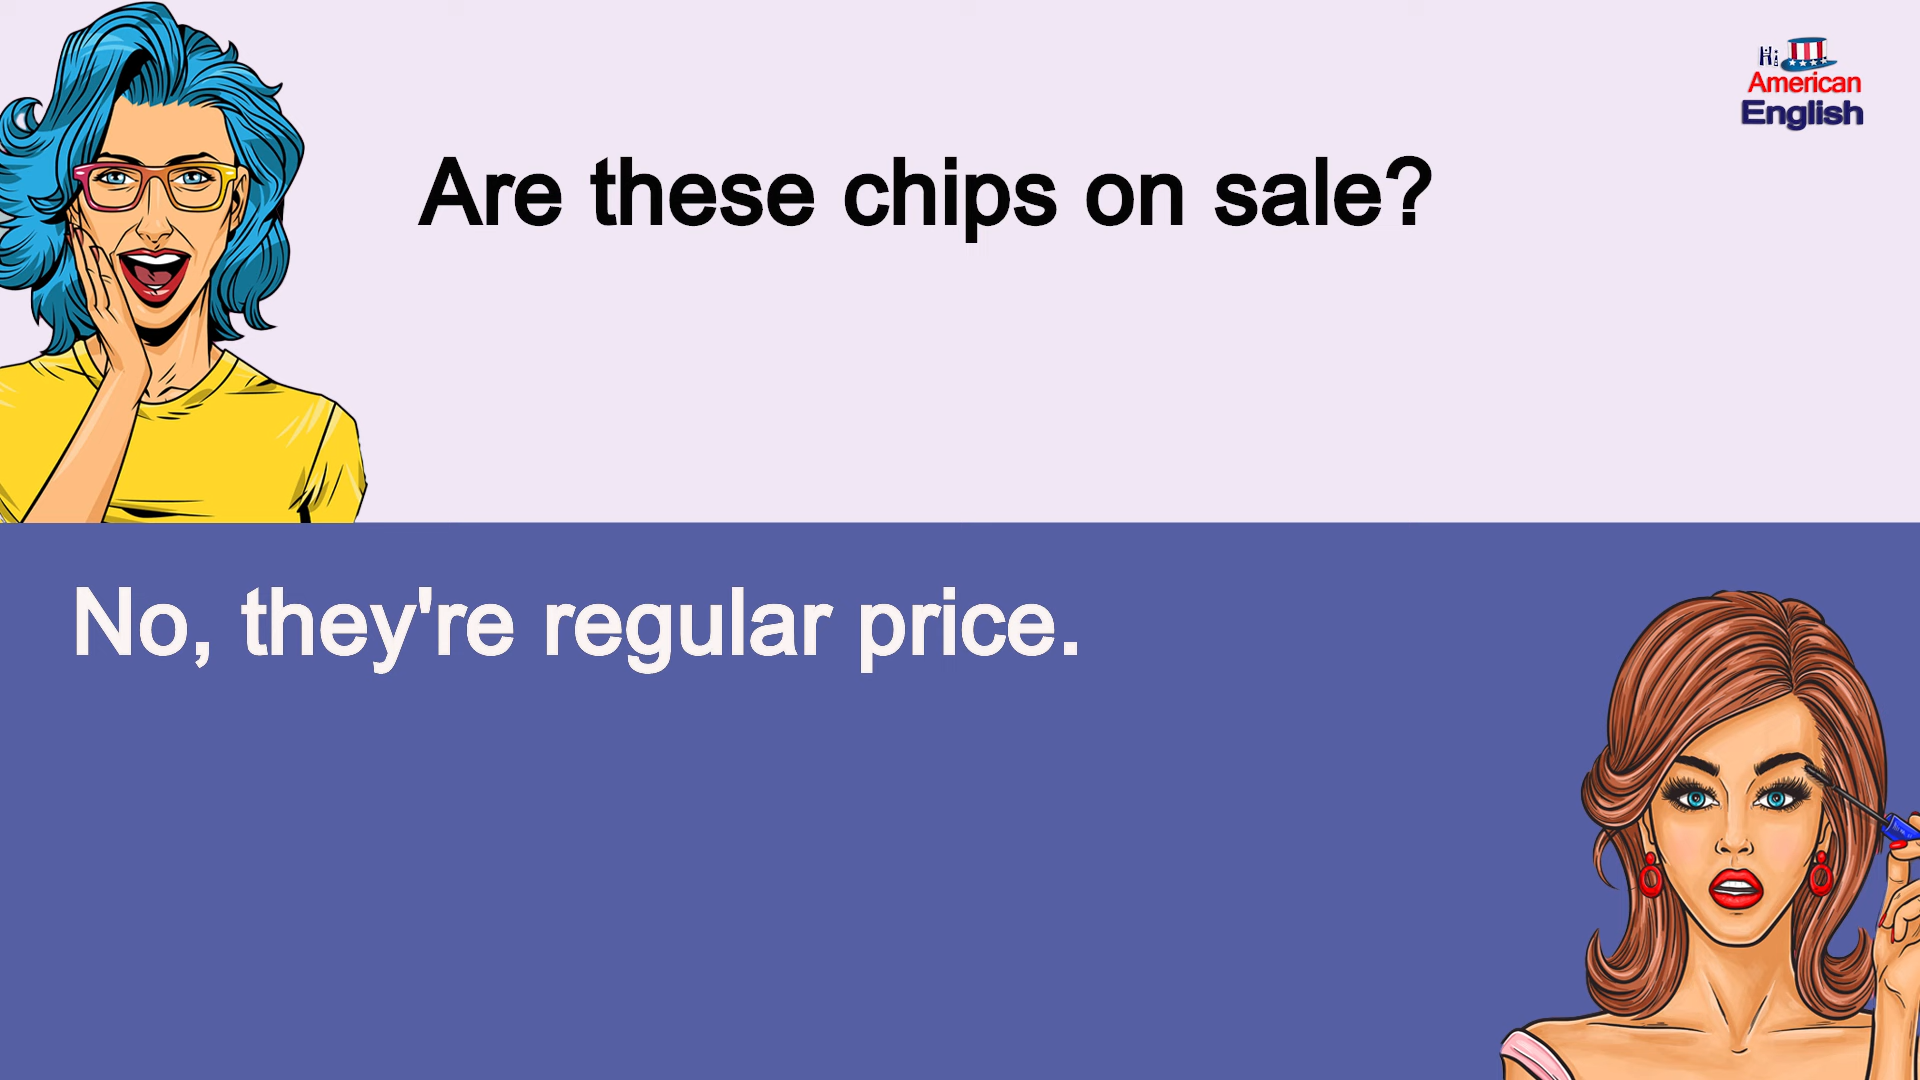 Hi
American
English
Are these chips on sale?
No, they're regular price.